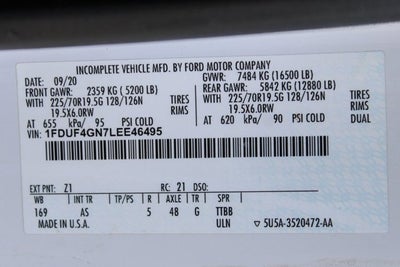 INCOMPLETE VEHICLE MFD. BY FORD MOTOR COMPANY
09/20 GVWR: 7484 KG (16500 LB)
FRONT GAWR: 2359 KG (5200 LB) REAR GAWR: 5842 KG (12880 LB)
WITH 225/70R19.5G 128/126N TIRES WITH 225/70R19.5G 128/126N TIRES
19.5X6.0RW RIMS 19.5X6.0RW RIMS
AT 655 kPa/ 95 PSI COLD AT 620 kPa/ 90 PSI COLD DUAL
VIN: 1FDUF4GN7LEE46495
EXT PNT: Z1 RC: 21 DSO:
WB INT TR TP/PS R AXLE TR SPR
169 AS 5 48 G TTBB
MADE IN U.S.A. ULN 5U5A-3520472-AA